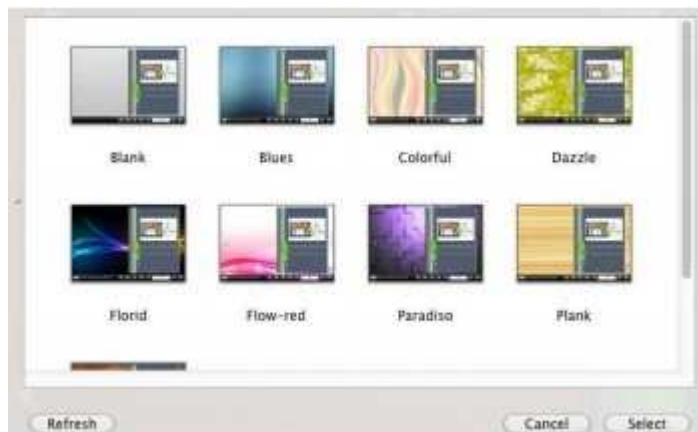 Blank Blues Colorful Dazzle
Florid Flow-red Paradiso Plank
Refresh Cancel Select